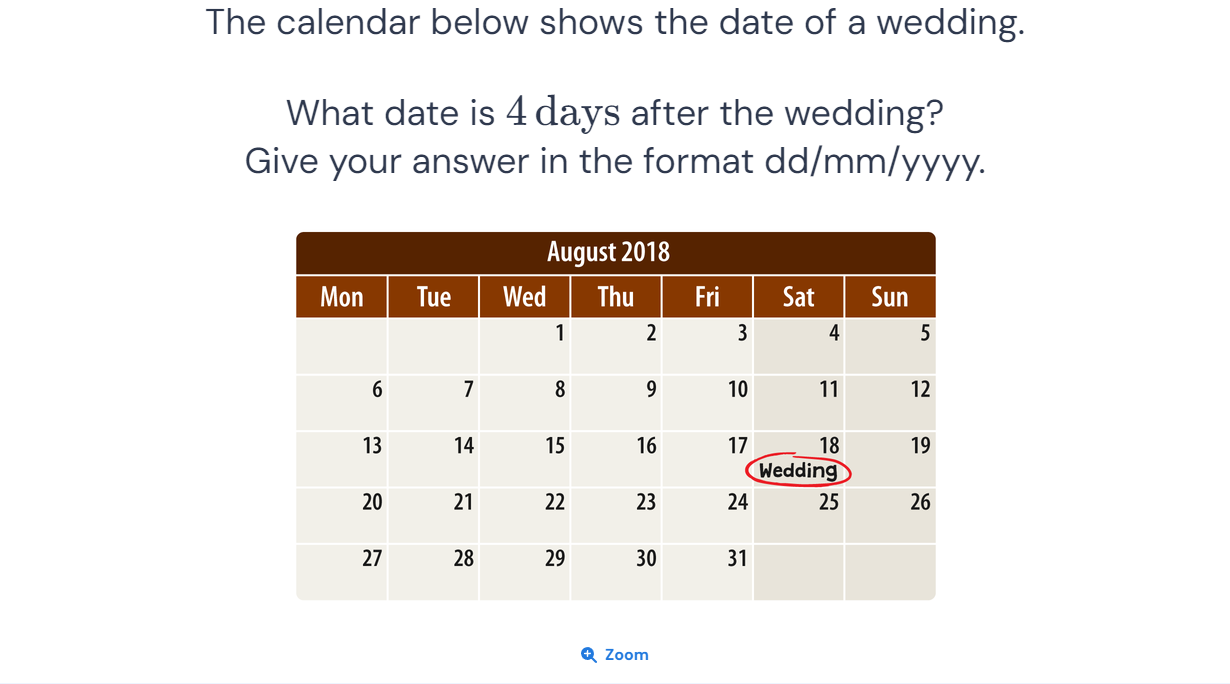 The calendar below shows the date of a wedding.
What date is 4 days after the wedding?
Give your answer in the format dd/mm/yyyy.
August 2018
Mon Tue Wed Thu Fri Sat Sun
1 2 3 4 5
6 7 8 9 10 11 12
13 14 15 16 17 18 19
Wedding
20 21 22 23 24 25 26
27 28 29 30 31
Zoom